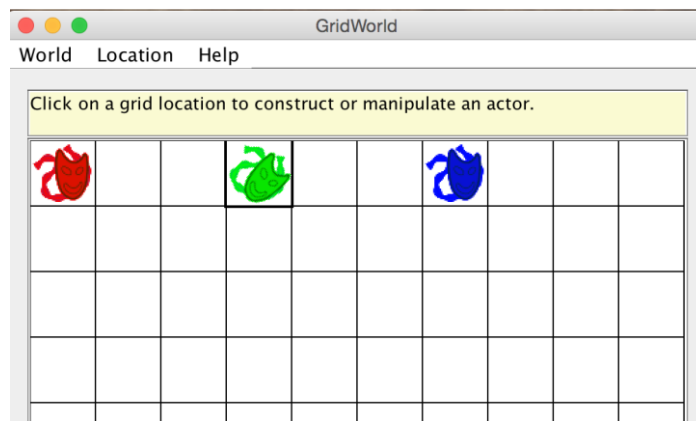 GridWorld
World Location Help
Click on a grid location to construct or manipulate an actor.